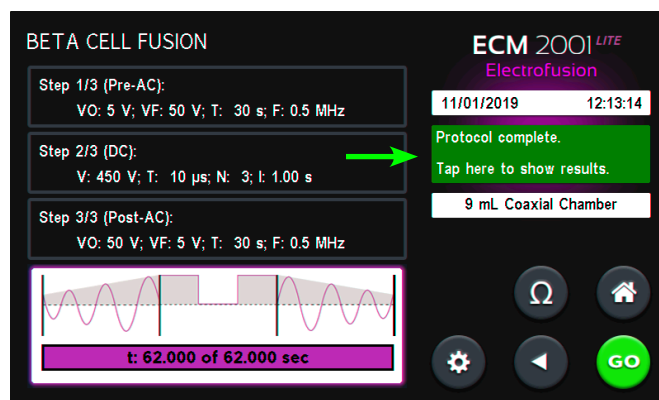 BETA CELL FUSION
Step 1/3 (Pre-AC):
VO: 5 V; VF: 50 V; T: 30 s; F: 0.5 MHz
Step 2/3 (DC):
V: 450 V; T: 10 µs; N: 3; I: 1.00 s
Step 3/3 (Post-AC):
VO: 50 V; VF: 5 V; T: 30 s; F: 0.5 MHz
t: 62.000 of 62.000 sec
ECM 2001 LITE
Electrofusion
11/01/2019 12:13:14
Protocol complete.
Tap here to show results.
9 mL Coaxial Chamber
Ω
GO